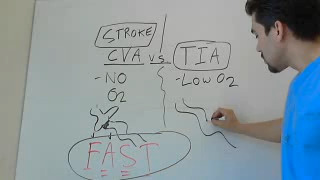 STROKE
CVA vs TIA
-NO
O2
-LOW O2
FAST